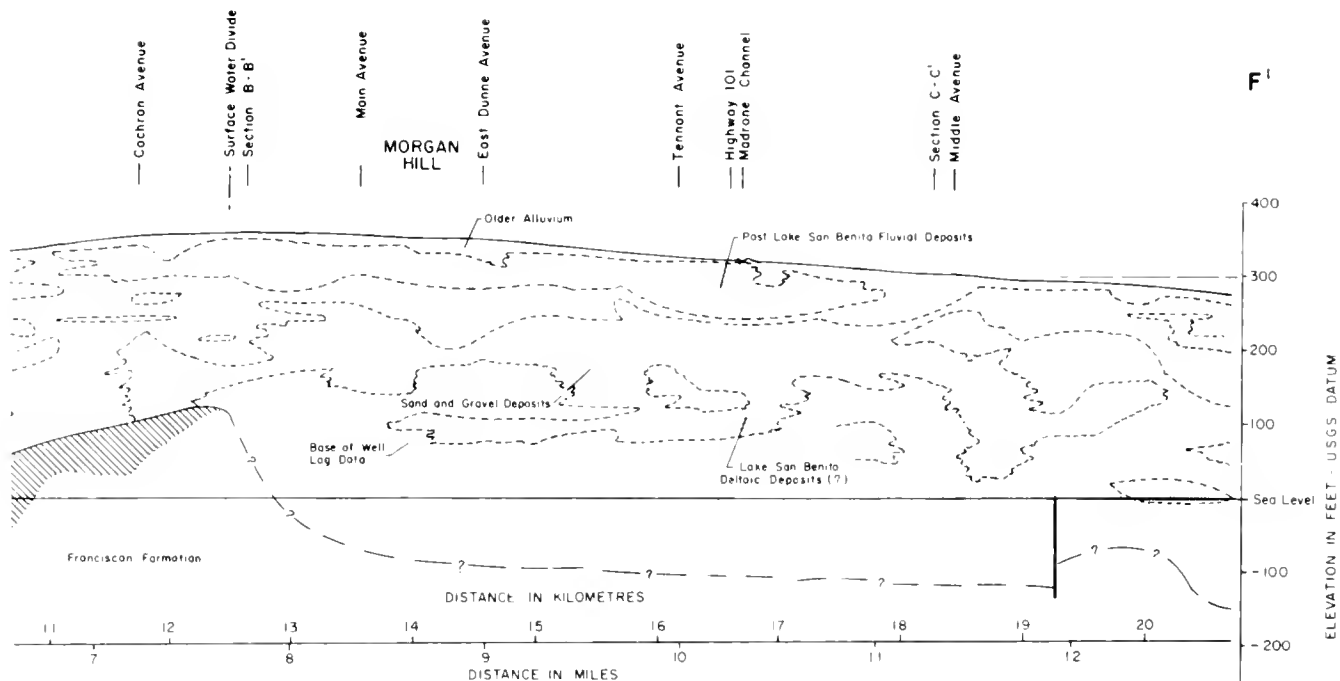 Cochran Avenue
Surface Water Divide
Section B-B'
Main Avenue
MORGAN
HILL
East Dunne Avenue
Tennant Avenue
Highway 101
Madrone Channel
Section C-C'
Middle Avenue
F'
Older Alluvium
Post Lake San Benito Fluvial Deposits
Sand and Gravel Deposits
Base of Well
Log Data
Lake San Benito
Deltaic Deposits (?)
Franciscan Formation
? ? ? ? ? ? ?
400
300
200
100
Sea Level
-100
-200
ELEVATION IN FEET - USGS DATUM
DISTANCE IN KILOMETRES
11 12 13 14 15 16 17 18 19 20
7 8 9 10 11 12
DISTANCE IN MILES